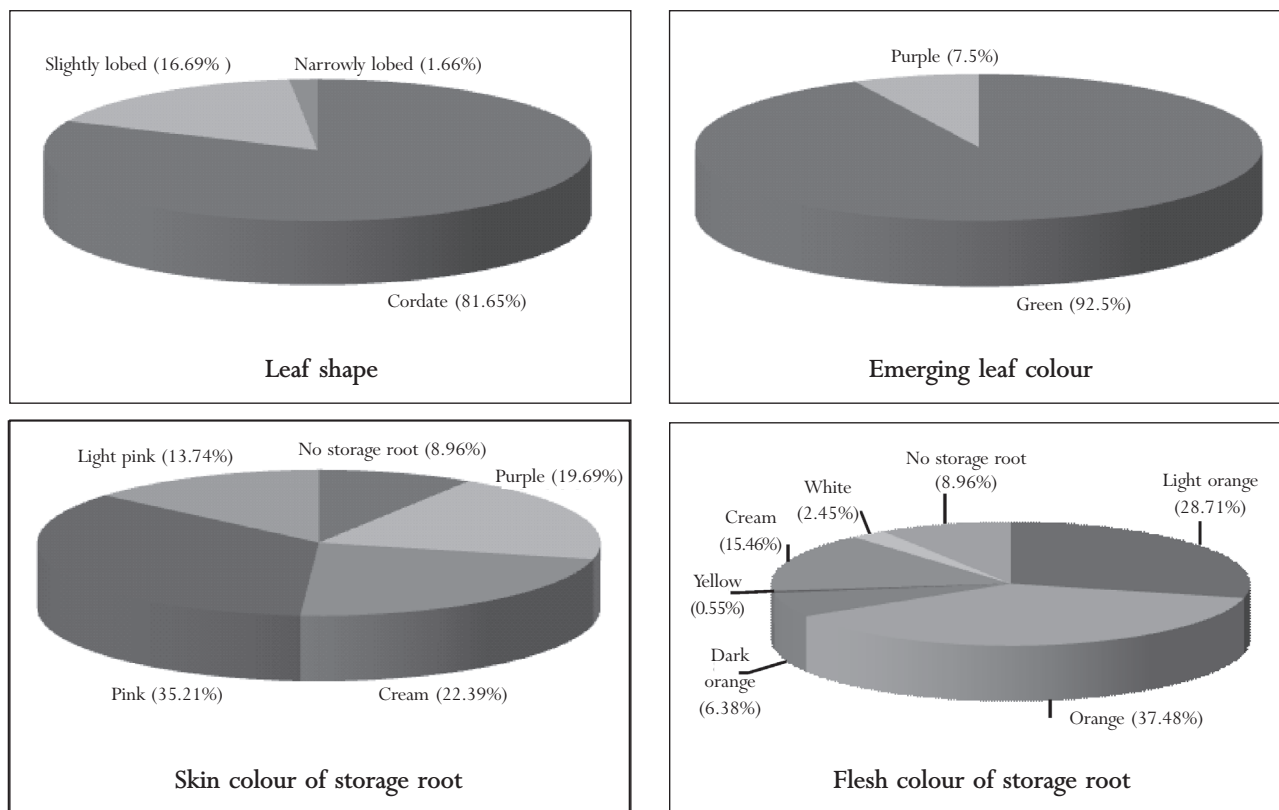 Slightly lobed (16.69% )
Narrowly lobed (1.66%)
Cordate (81.65%)
Leaf shape
Purple (7.5%)
Green (92.5%)
Emerging leaf colour
Light pink (13.74%)
No storage root (8.96%)
Purple (19.69%)
Pink (35.21%)
Cream (22.39%)
Skin colour of storage root
No storage root
(8.96%)
Light orange
(28.71%)
White
(2.45%)
Cream
(15.46%)
Yellow
(0.55%)
Dark
orange
(6.38%)
Orange (37.48%)
Flesh colour of storage root